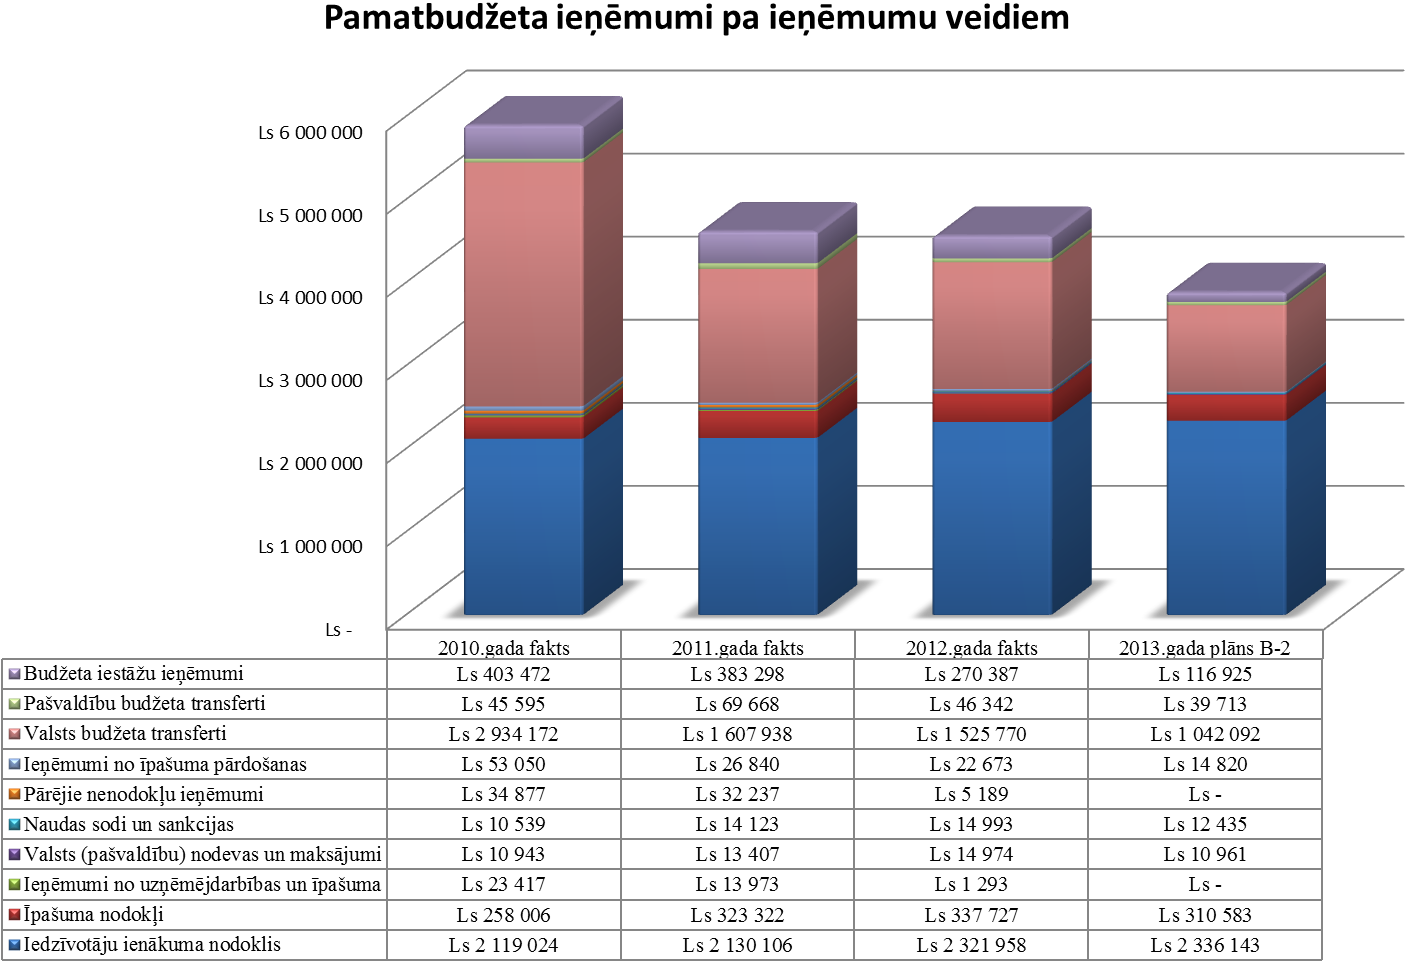 Pamatbudžeta ieņēmumi pa ieņēmumu veidiem
Ls 6 000 000
Ls 5 000 000
Ls 4 000 000
Ls 3 000 000
Ls 2 000 000
Ls 1 000 000
Ls -
2010.gada fakts 2011.gada fakts 2012.gada fakts 2013.gada plāns B-2
Budžeta iestāžu ieņēmumi Ls 403 472 Ls 383 298 Ls 270 387 Ls 116 925
Pašvaldību budžeta transferti Ls 45 595 Ls 69 668 Ls 46 342 Ls 39 713
Valsts budžeta transferti Ls 2 934 172 Ls 1 607 938 Ls 1 525 770 Ls 1 042 092
Ieņēmumi no īpašuma pārdošanas Ls 53 050 Ls 26 840 Ls 22 673 Ls 14 820
Pārējie nenodokļu ieņēmumi Ls 34 877 Ls 32 237 Ls 5 189 Ls -
Naudas sodi un sankcijas Ls 10 539 Ls 14 123 Ls 14 993 Ls 12 435
Valsts (pašvaldību) nodevas un maksājumi Ls 10 943 Ls 13 407 Ls 14 974 Ls 10 961
Ieņēmumi no uzņēmējdarbības un īpašuma Ls 23 417 Ls 13 973 Ls 1 293 Ls -
Īpašuma nodokļi Ls 258 006 Ls 323 322 Ls 337 727 Ls 310 583
Iedzīvotāju ienākuma nodoklis Ls 2 119 024 Ls 2 130 106 Ls 2 321 958 Ls 2 336 143